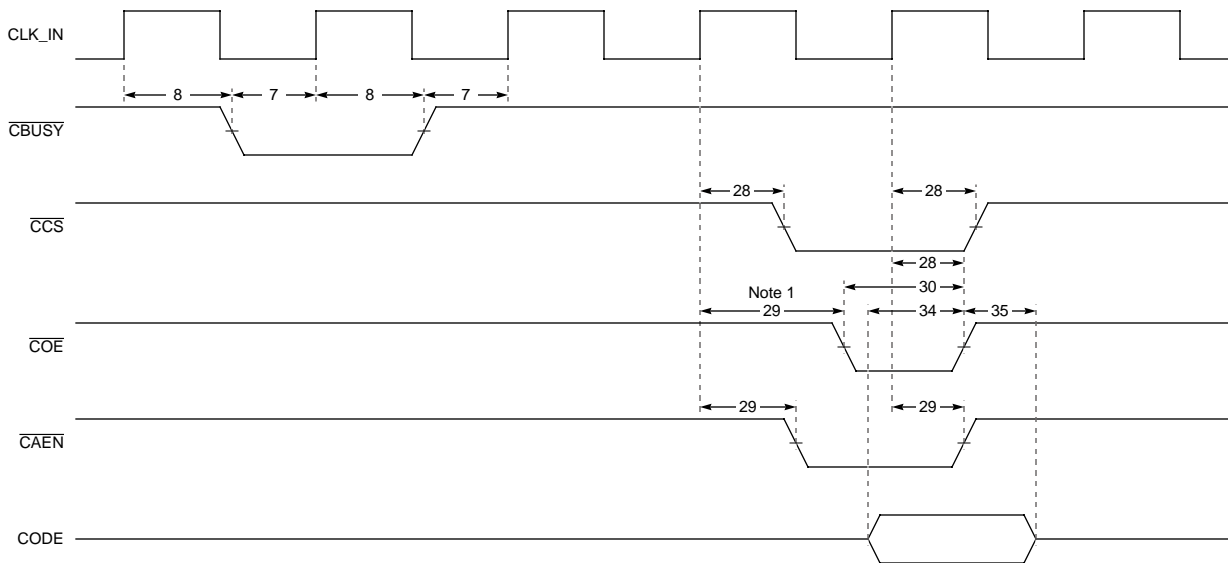 CLK_IN
8 7 8 7
CBUSY
28 28
CCS
28
30
Note 1
29 34 35
COE
29 29
CAEN
CODE